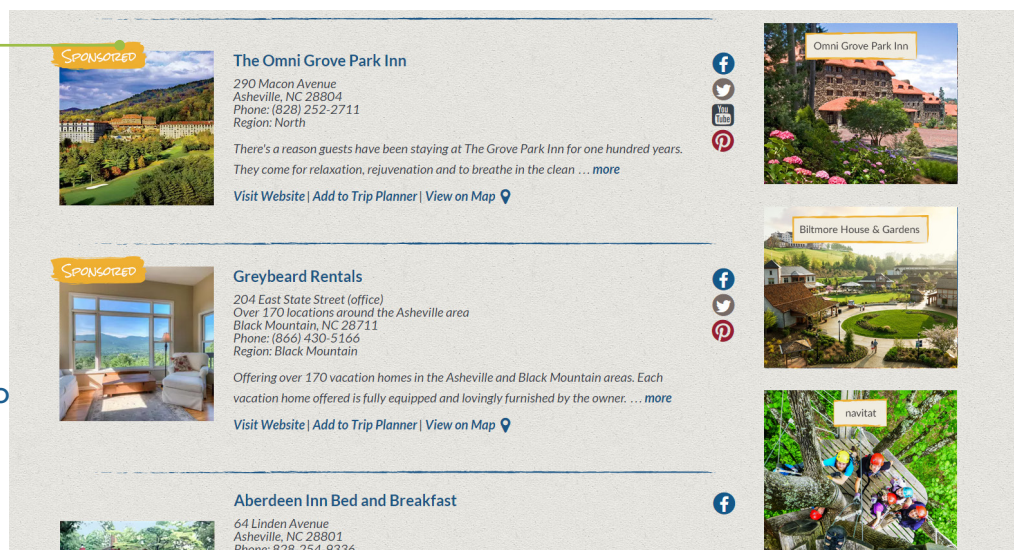 SPONSORED
The Omni Grove Park Inn
290 Macon Avenue
Asheville, NC 28804
Phone: (828) 252-2711
Region: North
There's a reason guests have been staying at The Grove Park Inn for one hundred years.
They come for relaxation, rejuvenation and to breathe in the clean … more
Visit Website | Add to Trip Planner | View on Map
You
Tube
Omni Grove Park Inn
SPONSORED
Greybeard Rentals
204 East State Street (office)
Over 170 locations around the Asheville area
Black Mountain, NC 28711
Phone: (866) 430-5166
Region: Black Mountain
Offering over 170 vacation homes in the Asheville and Black Mountain areas. Each
vacation home offered is fully equipped and lovingly furnished by the owner. … more
Visit Website | Add to Trip Planner | View on Map
Biltmore House & Gardens
Aberdeen Inn Bed and Breakfast
64 Linden Avenue
Asheville, NC 28801
Phone: 828-254-9336
navitat